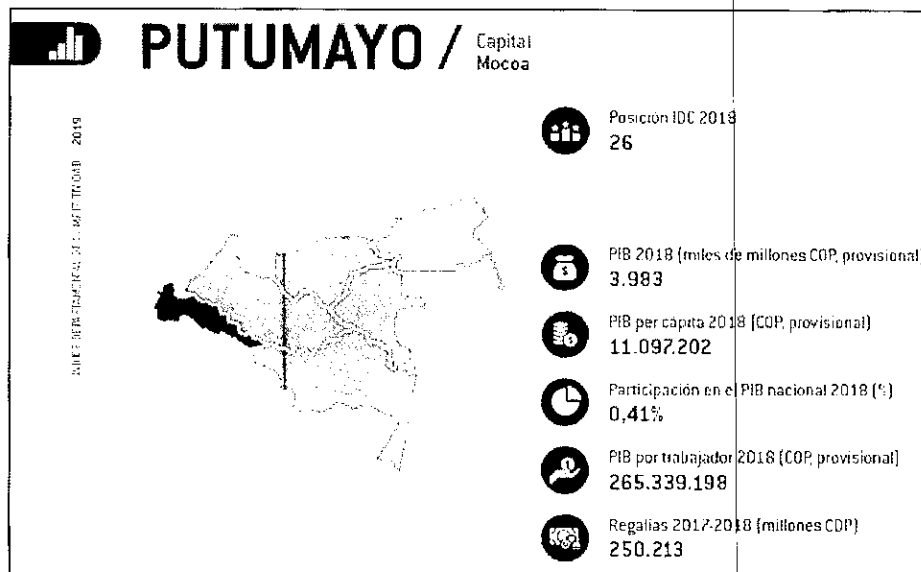 PUTUMAYO / Capital
Mocoa
2019
Posición IDC 2018
26
PIB 2018 (miles de millones COP, provisional)
3.983
PIB per cápita 2018 (COP, provisional)
11.097.202
Participación en el PIB nacional 2018 (%)
0,41%
PIB por trabajador 2018 (COP, provisional)
265.339.198
Regalías 2017-2018 (millones COP)
250.213